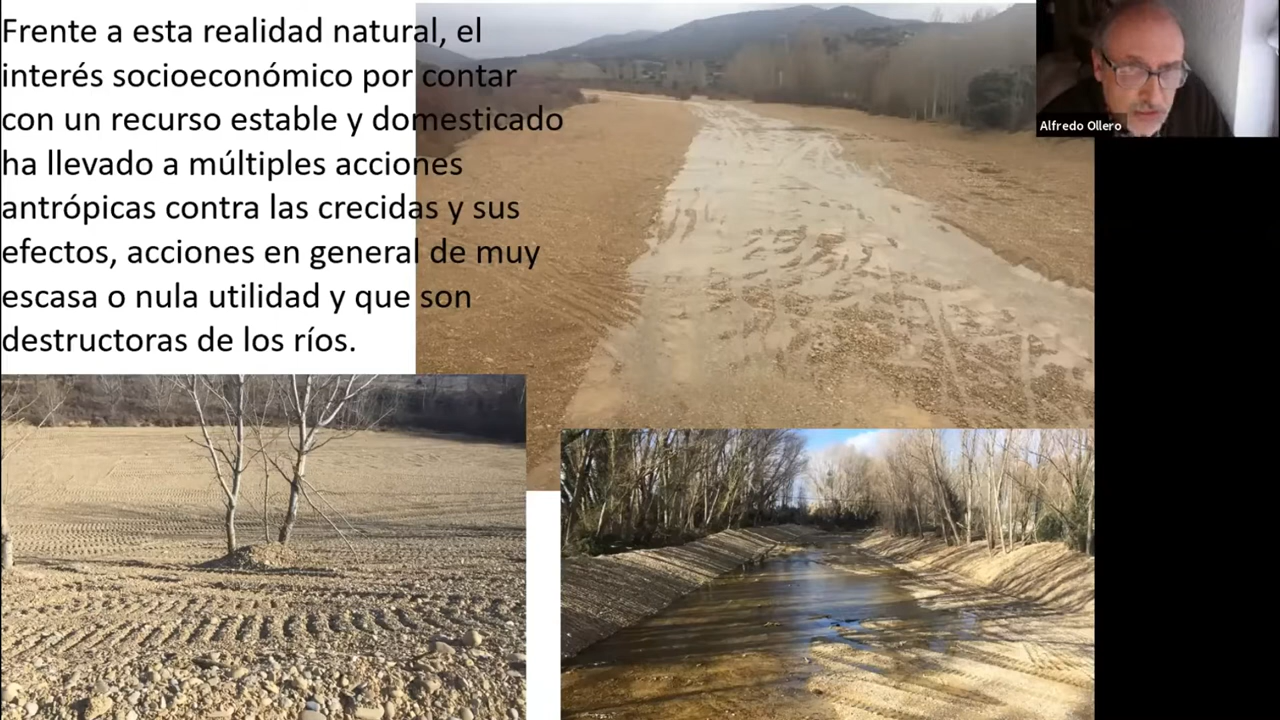 Frente a esta realidad natural, el
interés socioeconómico por contar
con un recurso estable y domesticado
ha llevado a múltiples acciones
antrópicas contra las crecidas y sus
efectos, acciones en general de muy
escasa o nula utilidad y que son
destructoras de los ríos.
Alfredo Ollero